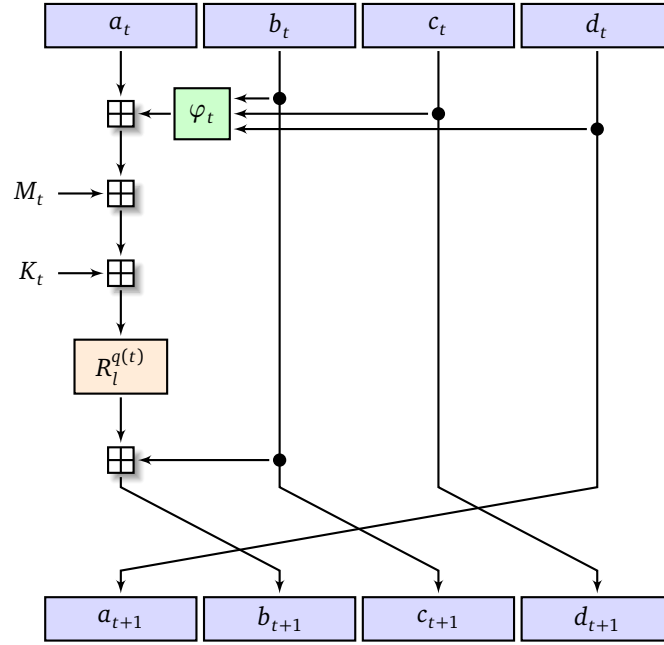 a_t b_t c_t d_t
φ_t
M_t
K_t
R_l^{q(t)}
a_{t+1} b_{t+1} c_{t+1} d_{t+1}